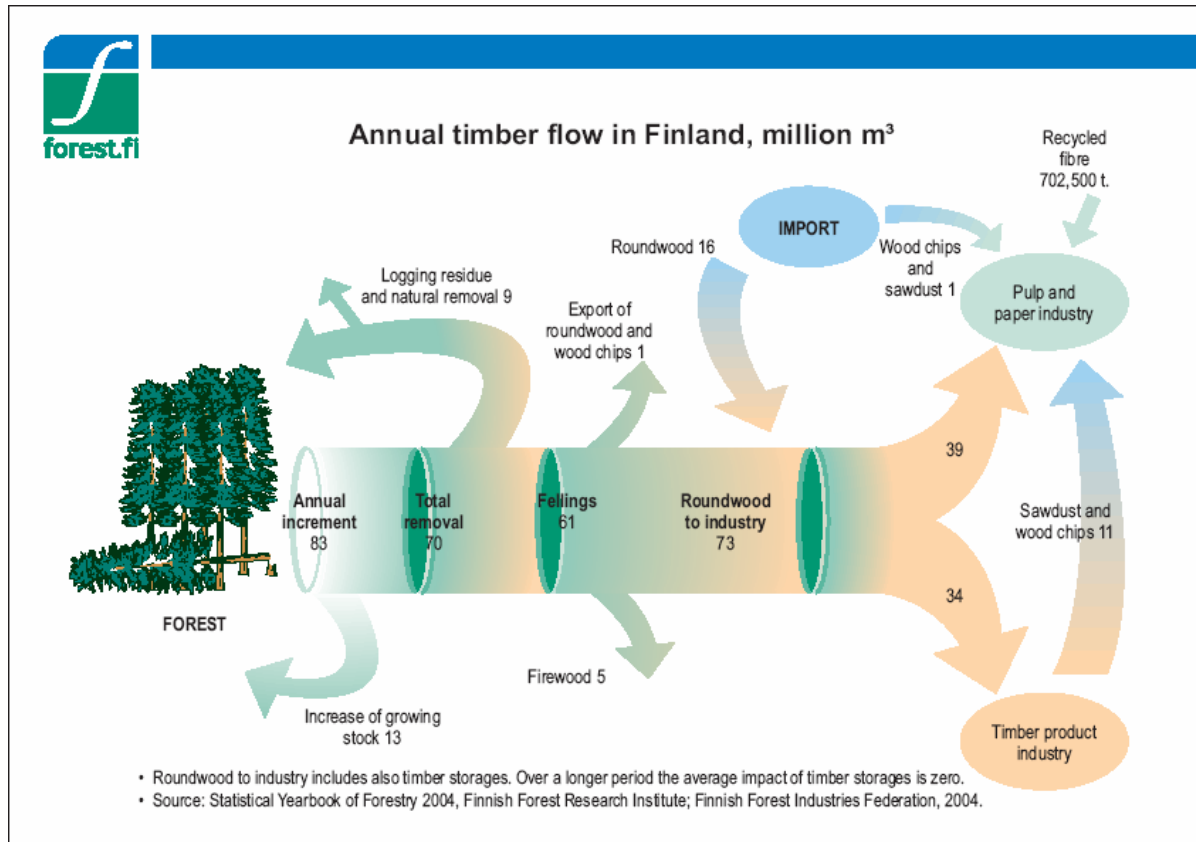 forest.fi
Annual timber flow in Finland, million m³
Recycled
fibre
702,500 t.
IMPORT
Roundwood 16
Wood chips
and
sawdust 1
Logging residue
and natural removal 9
Pulp and
paper industry
Export of
roundwood and
wood chips 1
39
Annual
increment
83
Total
removal
70
Fellings
61
Roundwood
to industry
73
Sawdust and
wood chips 11
34
FOREST
Firewood 5
Increase of growing
stock 13
Timber product
industry
• Roundwood to industry includes also timber storages. Over a longer period the average impact of timber storages is zero.
• Source: Statistical Yearbook of Forestry 2004, Finnish Forest Research Institute; Finnish Forest Industries Federation, 2004.